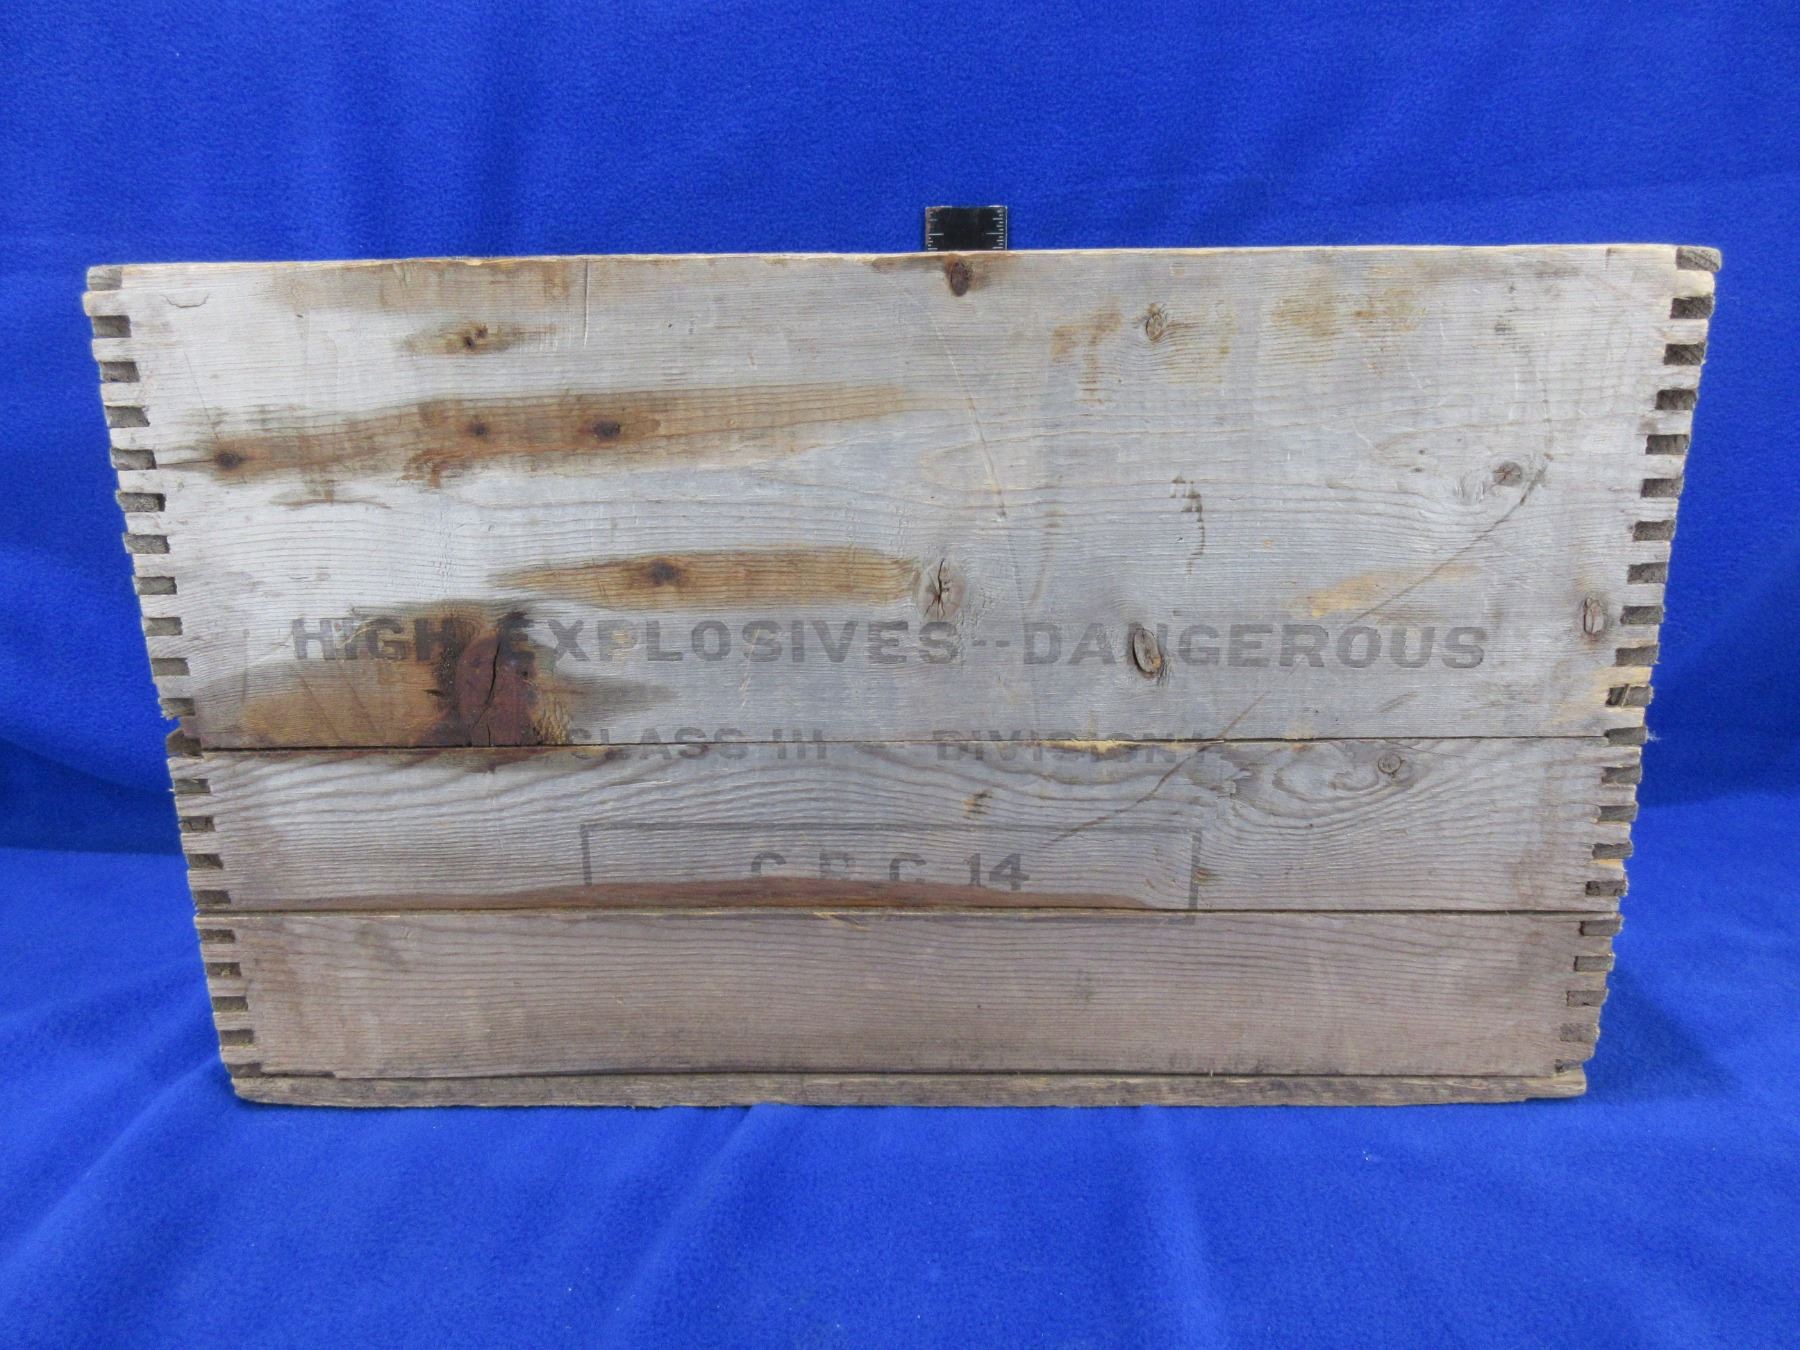 HIGH EXPLOSIVES--DANGEROUS
CLASS III DIVISION I
C. R. C. 14